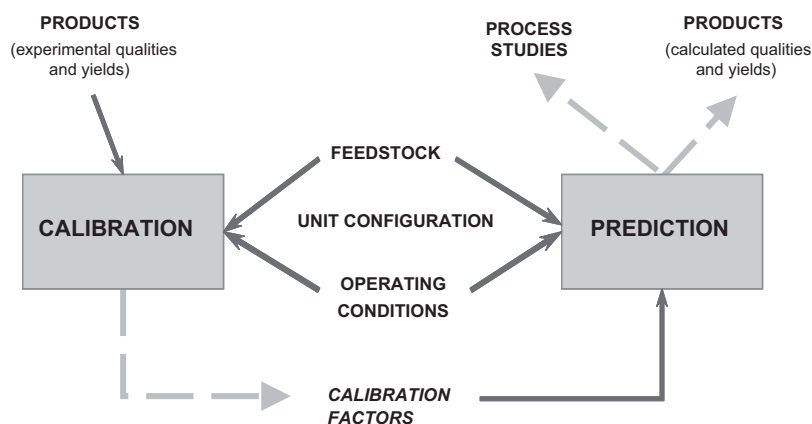 PRODUCTS
(experimental qualities
and yields)
PROCESS
STUDIES
PRODUCTS
(calculated qualities
and yields)
FEEDSTOCK
CALIBRATION
UNIT CONFIGURATION
PREDICTION
OPERATING
CONDITIONS
CALIBRATION
FACTORS